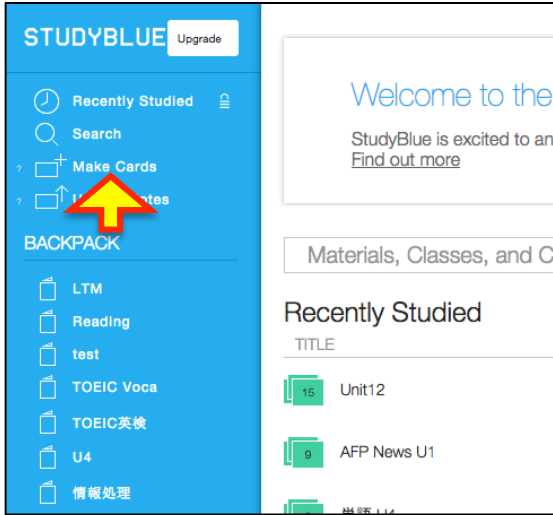 STUDYBLUE Upgrade
Recently Studied
Search
? Make Cards
? U tes
BACKPACK
LTM
Reading
test
TOEIC Voca
TOEIC英検
U4
情報処理
Welcome to the
StudyBlue is excited to an
Find out more
Materials, Classes, and C
Recently Studied
TITLE
15 Unit12
9 AFP News U1